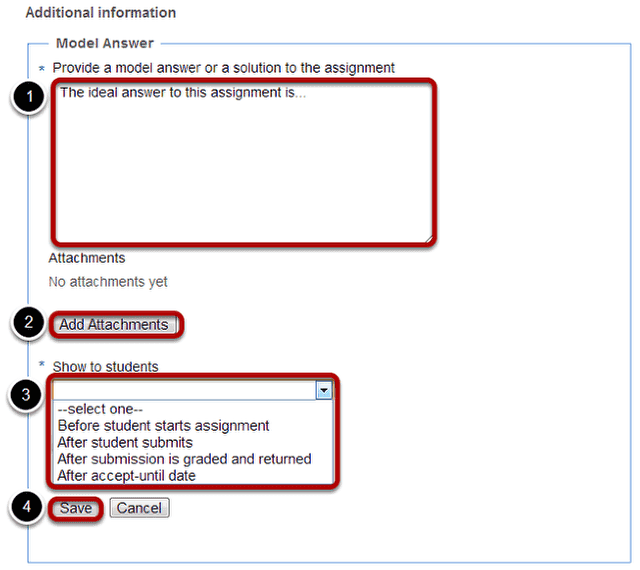 Additional information
Model Answer
* Provide a model answer or a solution to the assignment
1
The ideal answer to this assignment is...
Attachments
No attachments yet
2 Add Attachments
* Show to students
3
--select one--
Before student starts assignment
After student submits
After submission is graded and returned
After accept-until date
4 Save Cancel